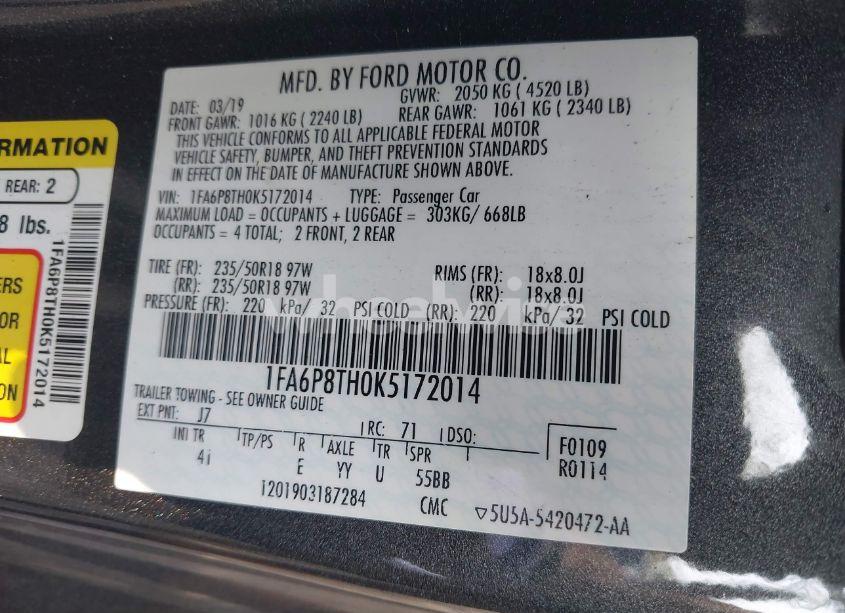 MFD. BY FORD MOTOR CO.
DATE: 03/19 GVWR: 2050 KG ( 4520 LB)
FRONT GAWR: 1016 KG ( 2240 LB) REAR GAWR: 1061 KG ( 2340 LB)
THIS VEHICLE CONFORMS TO ALL APPLICABLE FEDERAL MOTOR
VEHICLE SAFETY, BUMPER, AND THEFT PREVENTION STANDARDS
IN EFFECT ON THE DATE OF MANUFACTURE SHOWN ABOVE.
VIN: 1FA6P8TH0K5172014 TYPE: Passenger Car
MAXIMUM LOAD = OCCUPANTS + LUGGAGE = 303KG/ 668LB
OCCUPANTS = 4 TOTAL; 2 FRONT, 2 REAR
TIRE (FR): 235/50R18 97W RIMS (FR): 18x8.0J
(RR): 235/50R18 97W (RR): 18x8.0J
PRESSURE (FR): 220 kPa/ 32 PSI COLD (RR): 220 kPa/ 32 PSI COLD
1FA6P8TH0K5172014
TRAILER TOWING - SEE OWNER GUIDE
EXT PNT: J7 RC: 71 DSO:
INT TR TP/PS R AXLE TR SPR F0109
4i E YY U 55BB R0114
i201903187284 CMC ▽5U5A-5420472-AA
RMATION
REAR: 2
8 lbs.
ERS
OR
AL
ON
1FA6P8TH0K5172014